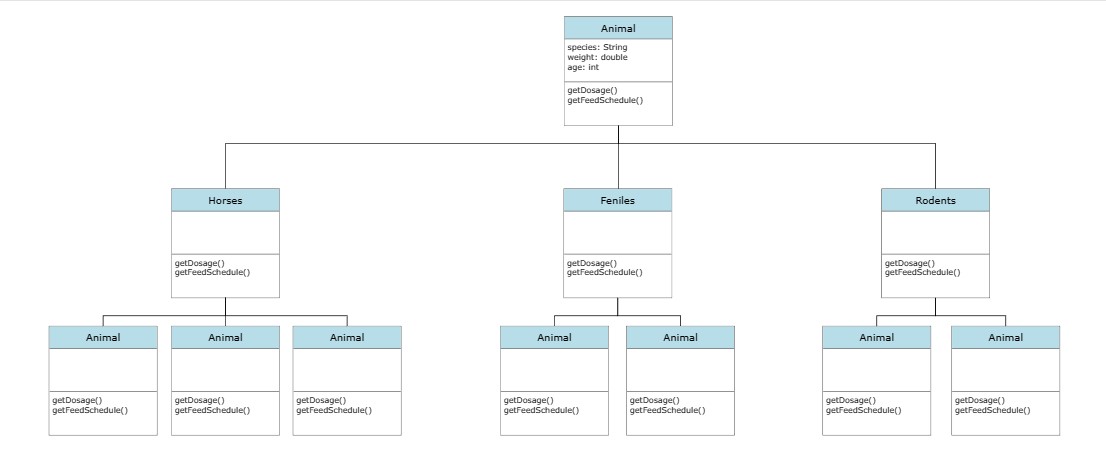 Animal
species: String
weight: double
age: int
getDosage()
getFeedSchedule()
Horses
getDosage()
getFeedSchedule()
Feniles
getDosage()
getFeedSchedule()
Rodents
getDosage()
getFeedSchedule()
Animal
getDosage()
getFeedSchedule()
Animal
getDosage()
getFeedSchedule()
Animal
getDosage()
getFeedSchedule()
Animal
getDosage()
getFeedSchedule()
Animal
getDosage()
getFeedSchedule()
Animal
getDosage()
getFeedSchedule()
Animal
getDosage()
getFeedSchedule()